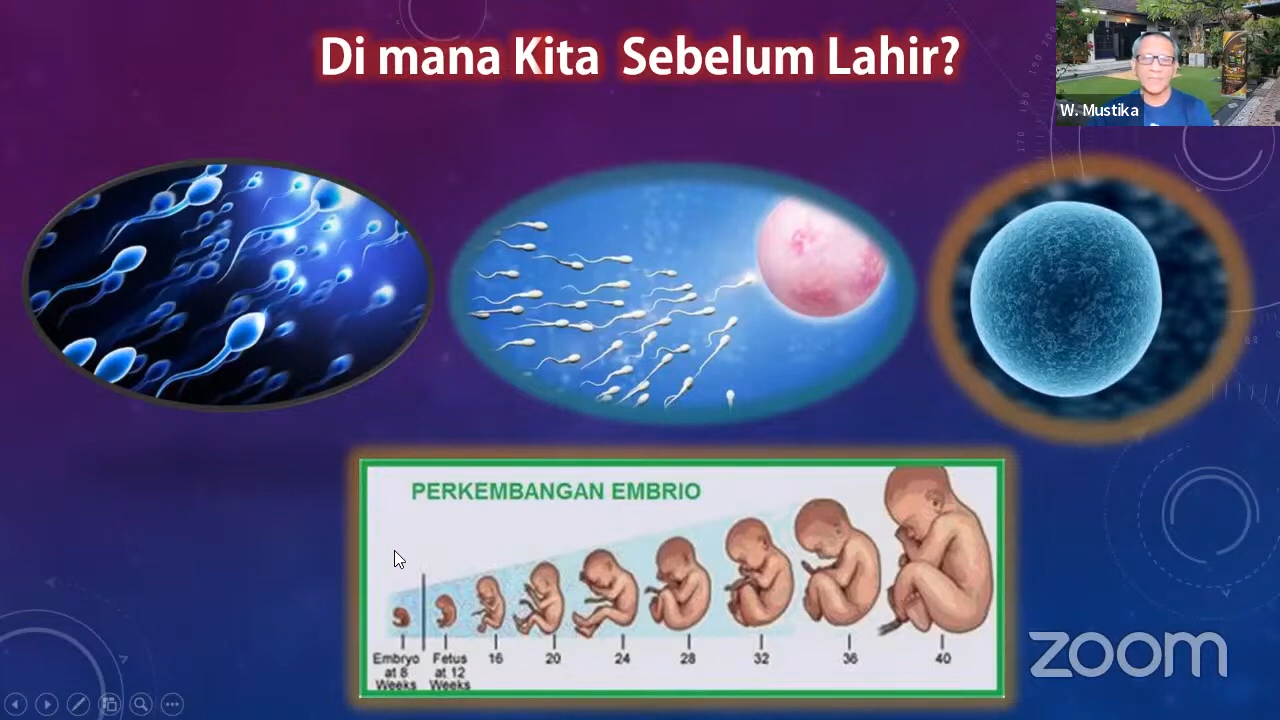 Di mana Kita Sebelum Lahir?
W. Mustika
PERKEMBANGAN EMBRIO
Embryo at 8 Weeks
Fetus at 12 Weeks
16
20
24
28
32
36
40
zoom